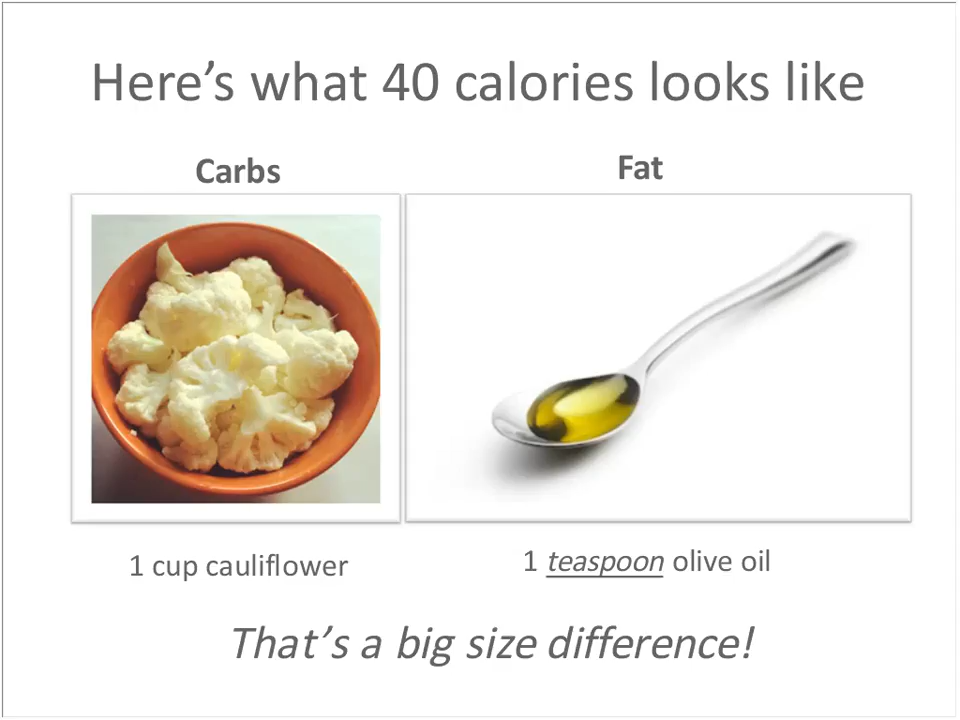 Here’s what 40 calories looks like
Carbs
Fat
1 cup cauliflower
1 teaspoon olive oil
That’s a big size difference!